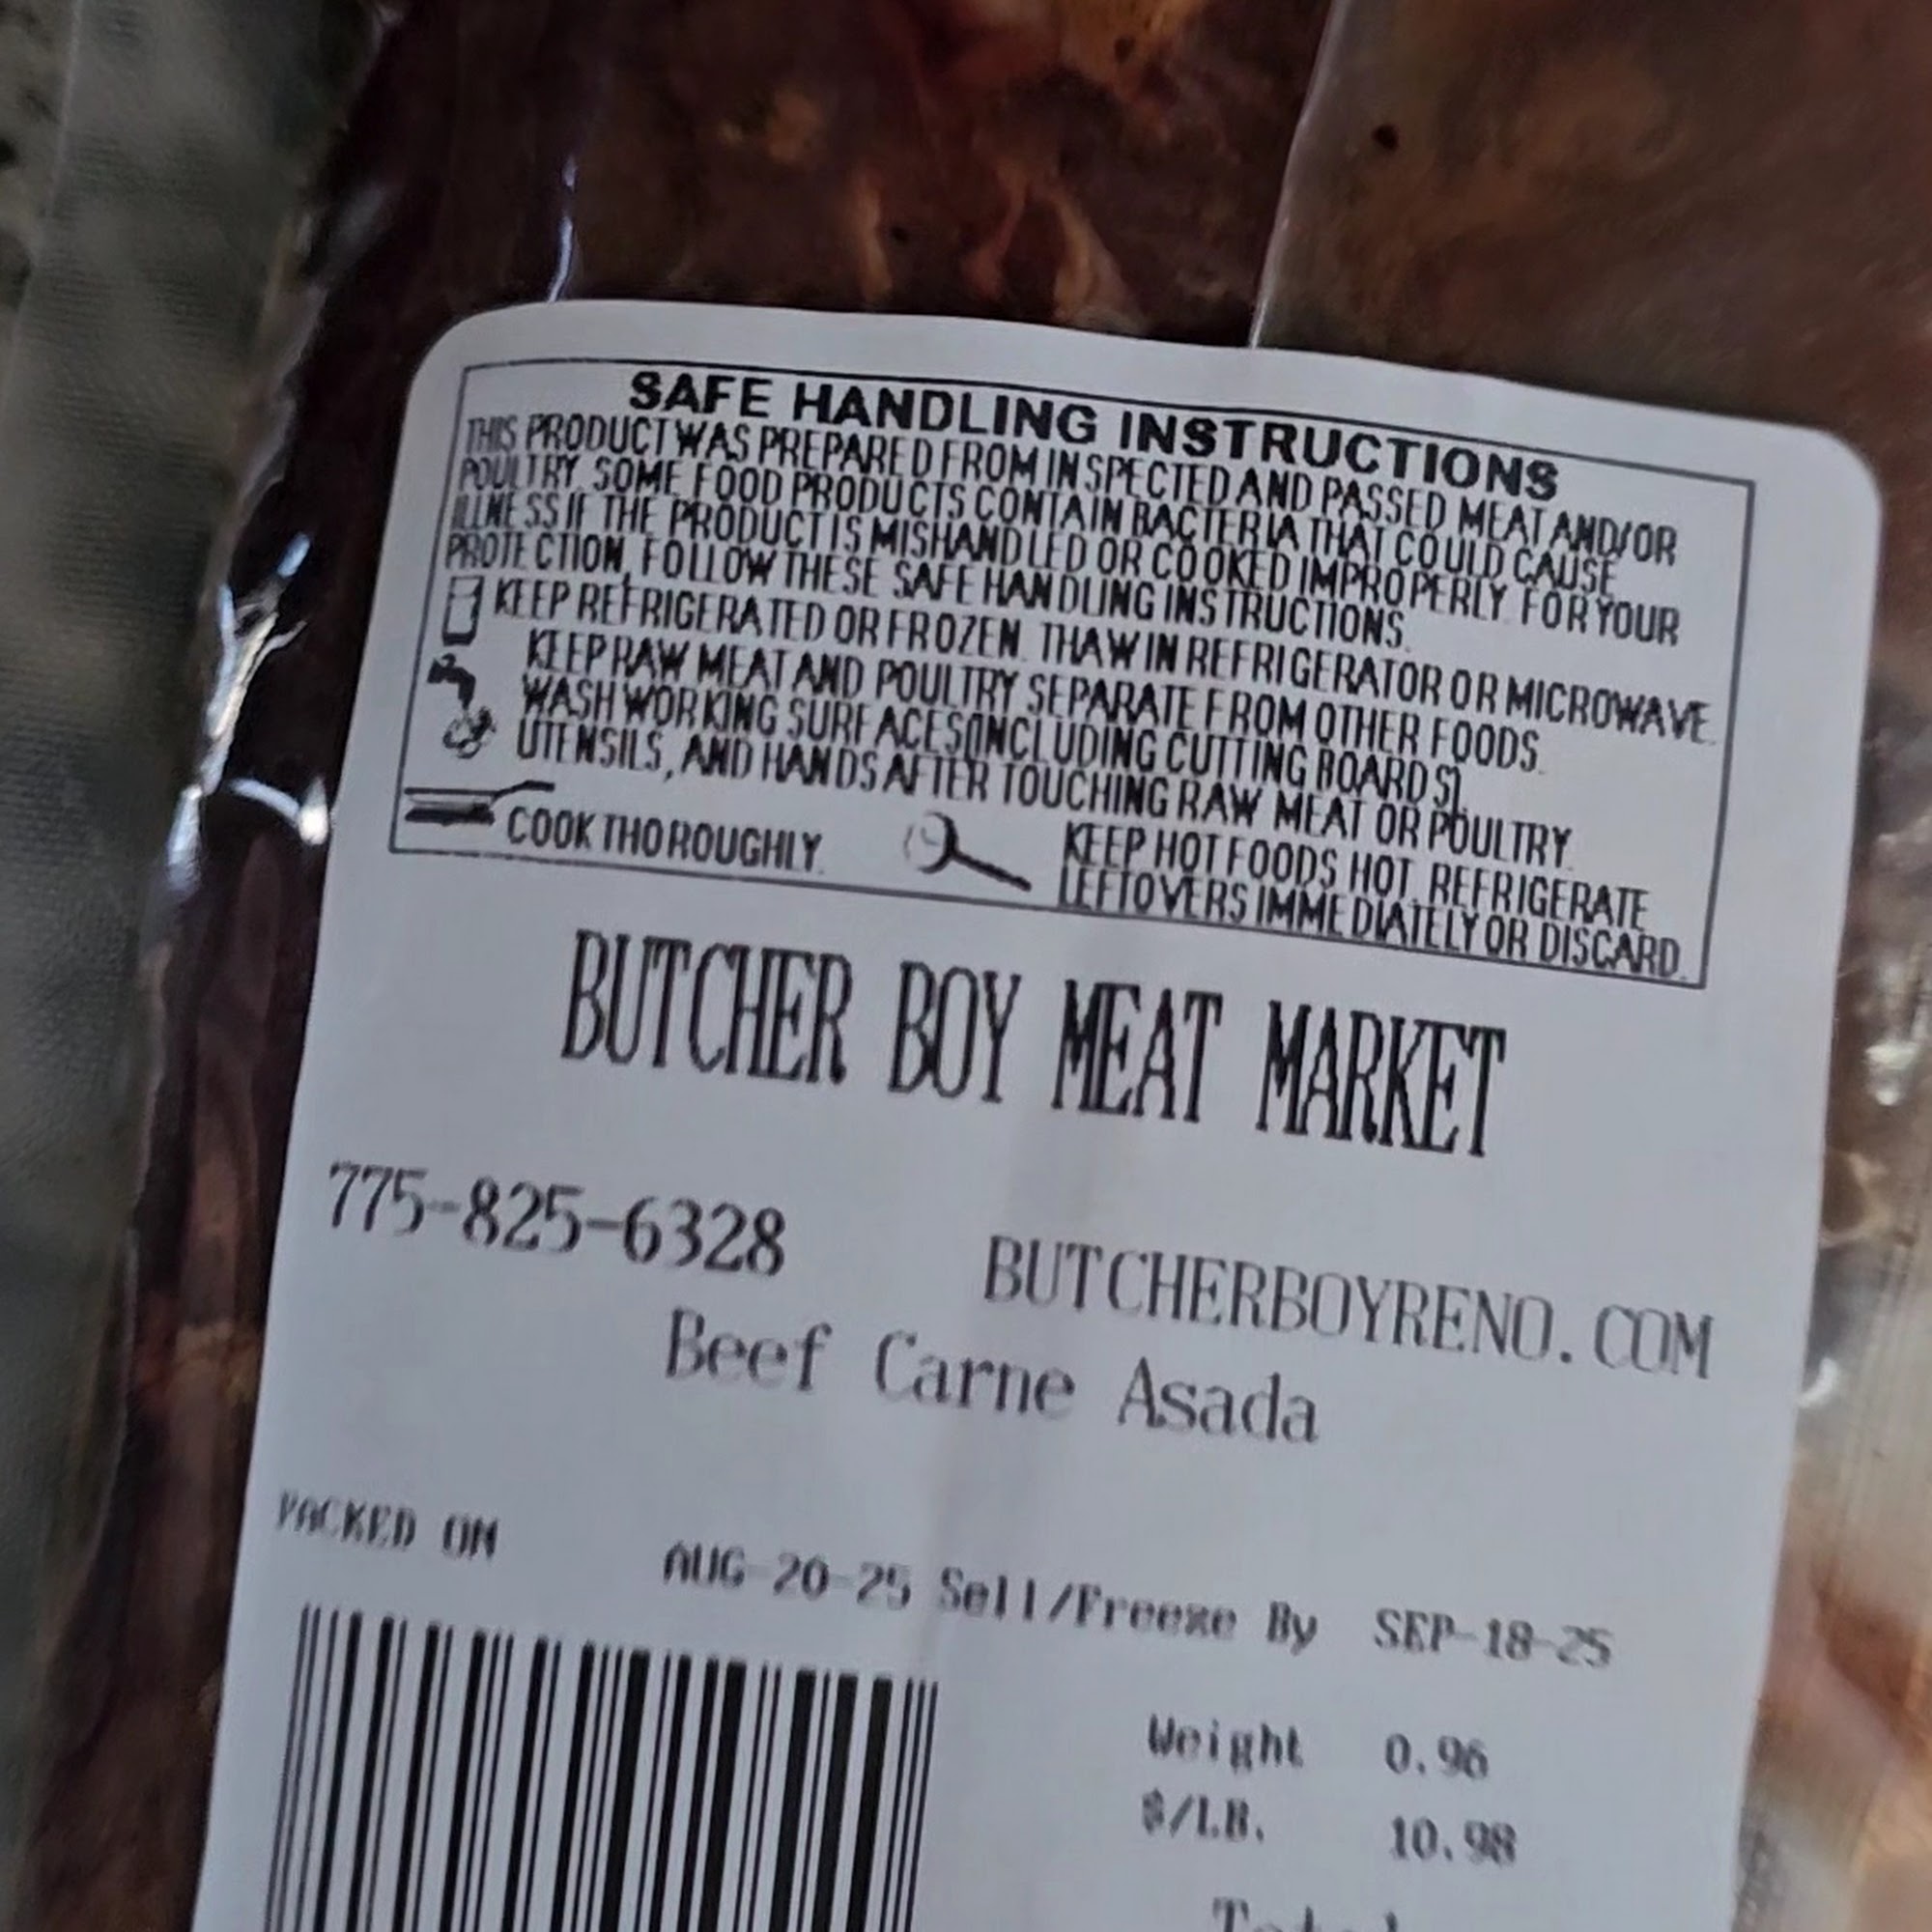 SAFE HANDLING INSTRUCTIONS
THIS PRODUCT WAS PREPARED FROM INSPECTED AND PASSED MEAT AND/OR
POULTRY. SOME FOOD PRODUCTS CONTAIN BACTERIA THAT COULD CAUSE
ILLNESS IF THE PRODUCT IS MISHANDLED OR COOKED IMPROPERLY. FOR YOUR
PROTECTION, FOLLOW THESE SAFE HANDLING INSTRUCTIONS.
KEEP REFRIGERATED OR FROZEN. THAW IN REFRIGERATOR OR MICROWAVE.
KEEP RAW MEAT AND POULTRY SEPARATE FROM OTHER FOODS.
WASH WORKING SURFACES(INCLUDING CUTTING BOARDS),
UTENSILS, AND HANDS AFTER TOUCHING RAW MEAT OR POULTRY.
COOK THOROUGHLY.
KEEP HOT FOODS HOT. REFRIGERATE
LEFTOVERS IMMEDIATELY OR DISCARD.
BUTCHER BOY MEAT MARKET
775-825-6328
BUTCHERBOYRENO.COM
Beef Carne Asada
PACKED ON AUG-20-25 Sell/Freeze By SEP-18-25
Weight 0.96
$/LB. 10.98
Total